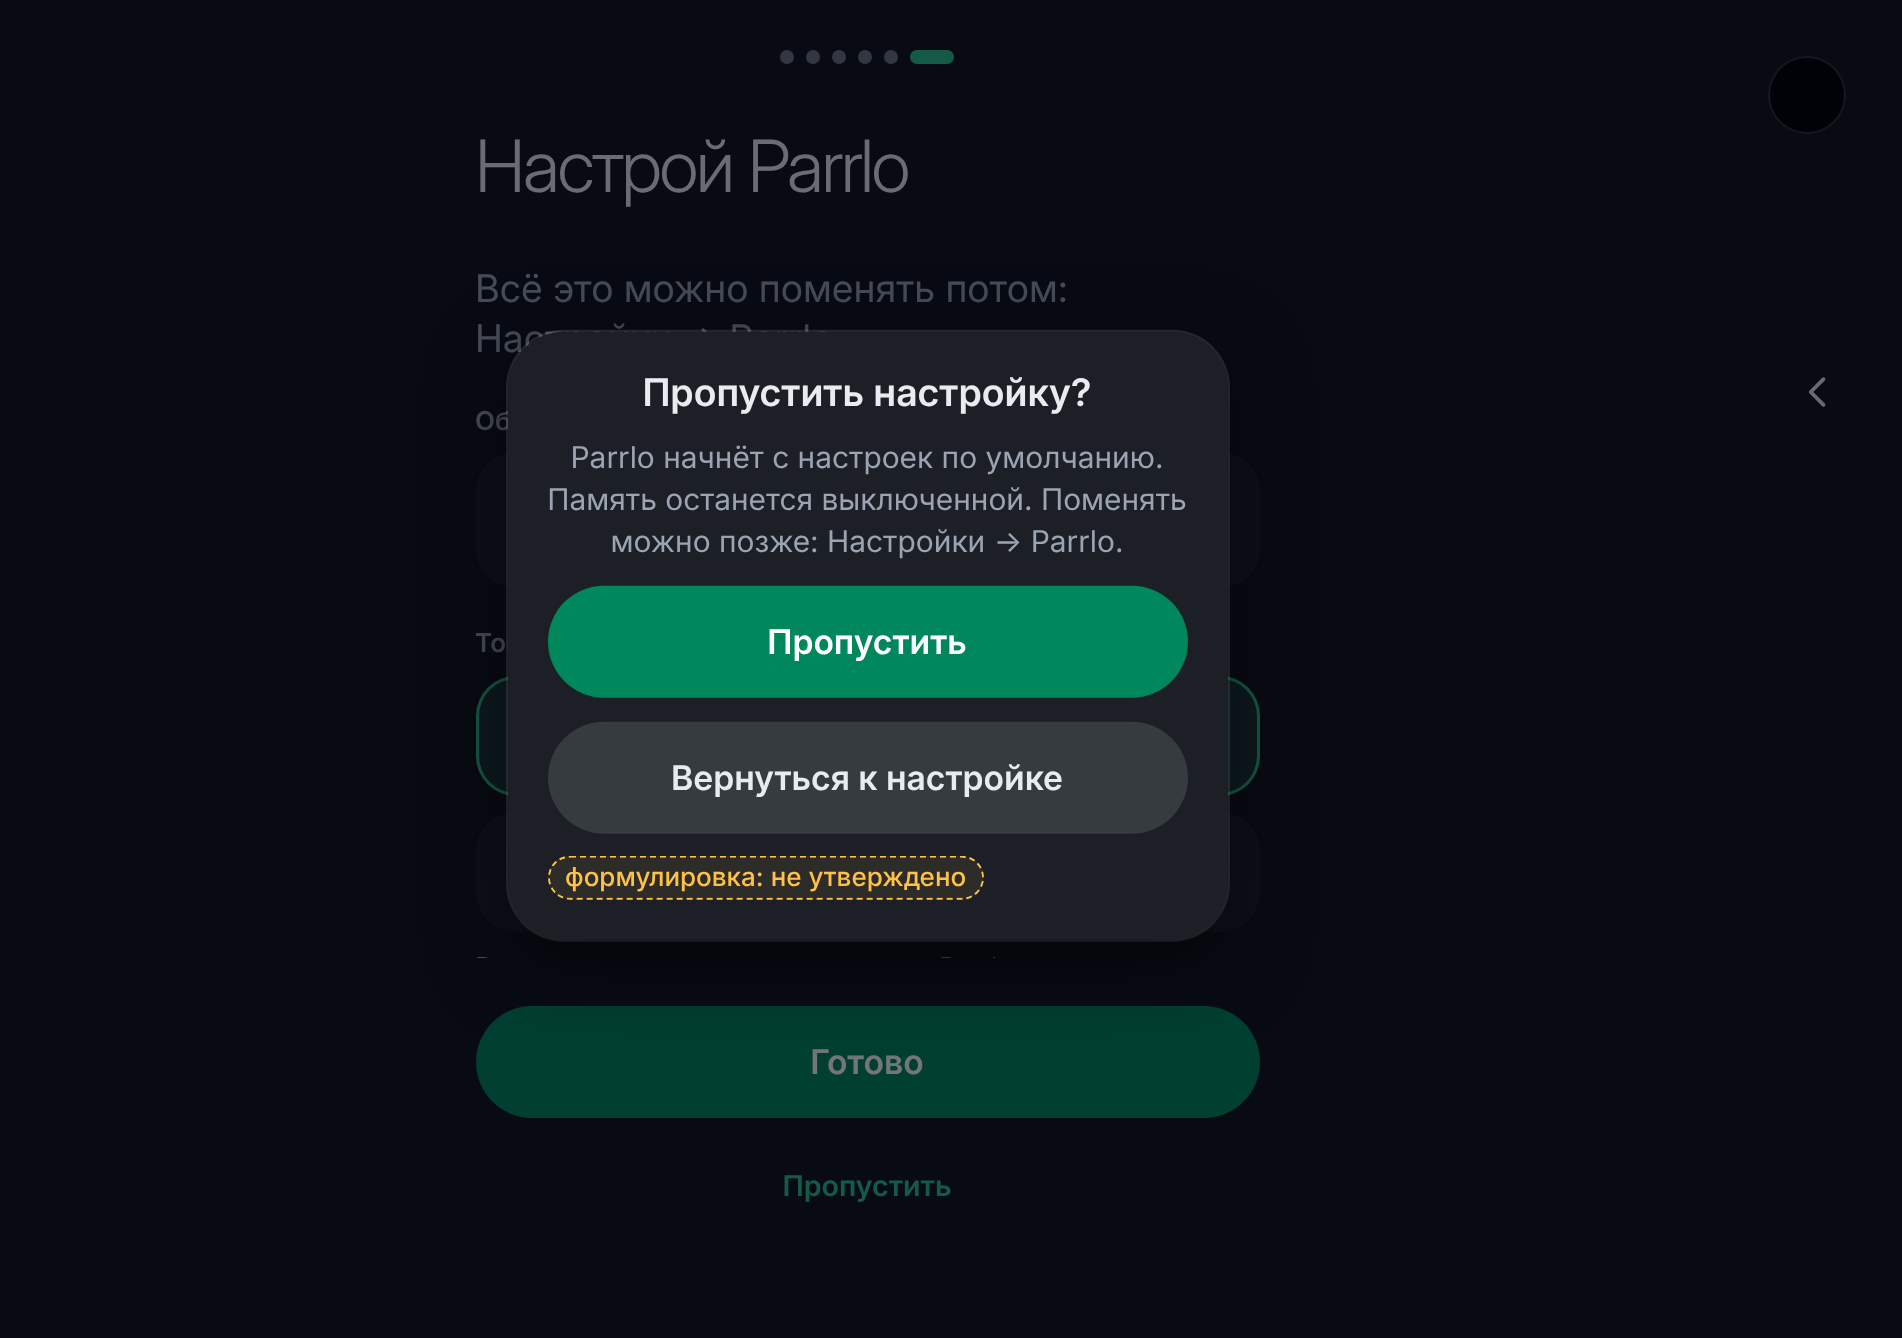 Настрой Parrlo
Всё это можно поменять потом:
Пропустить настройку?
Parrlo начнёт с настроек по умолчанию.
Память останется выключенной. Поменять
можно позже: Настройки → Parrlo.
Пропустить
Вернуться к настройке
формулировка: не утверждено
Готово
Пропустить